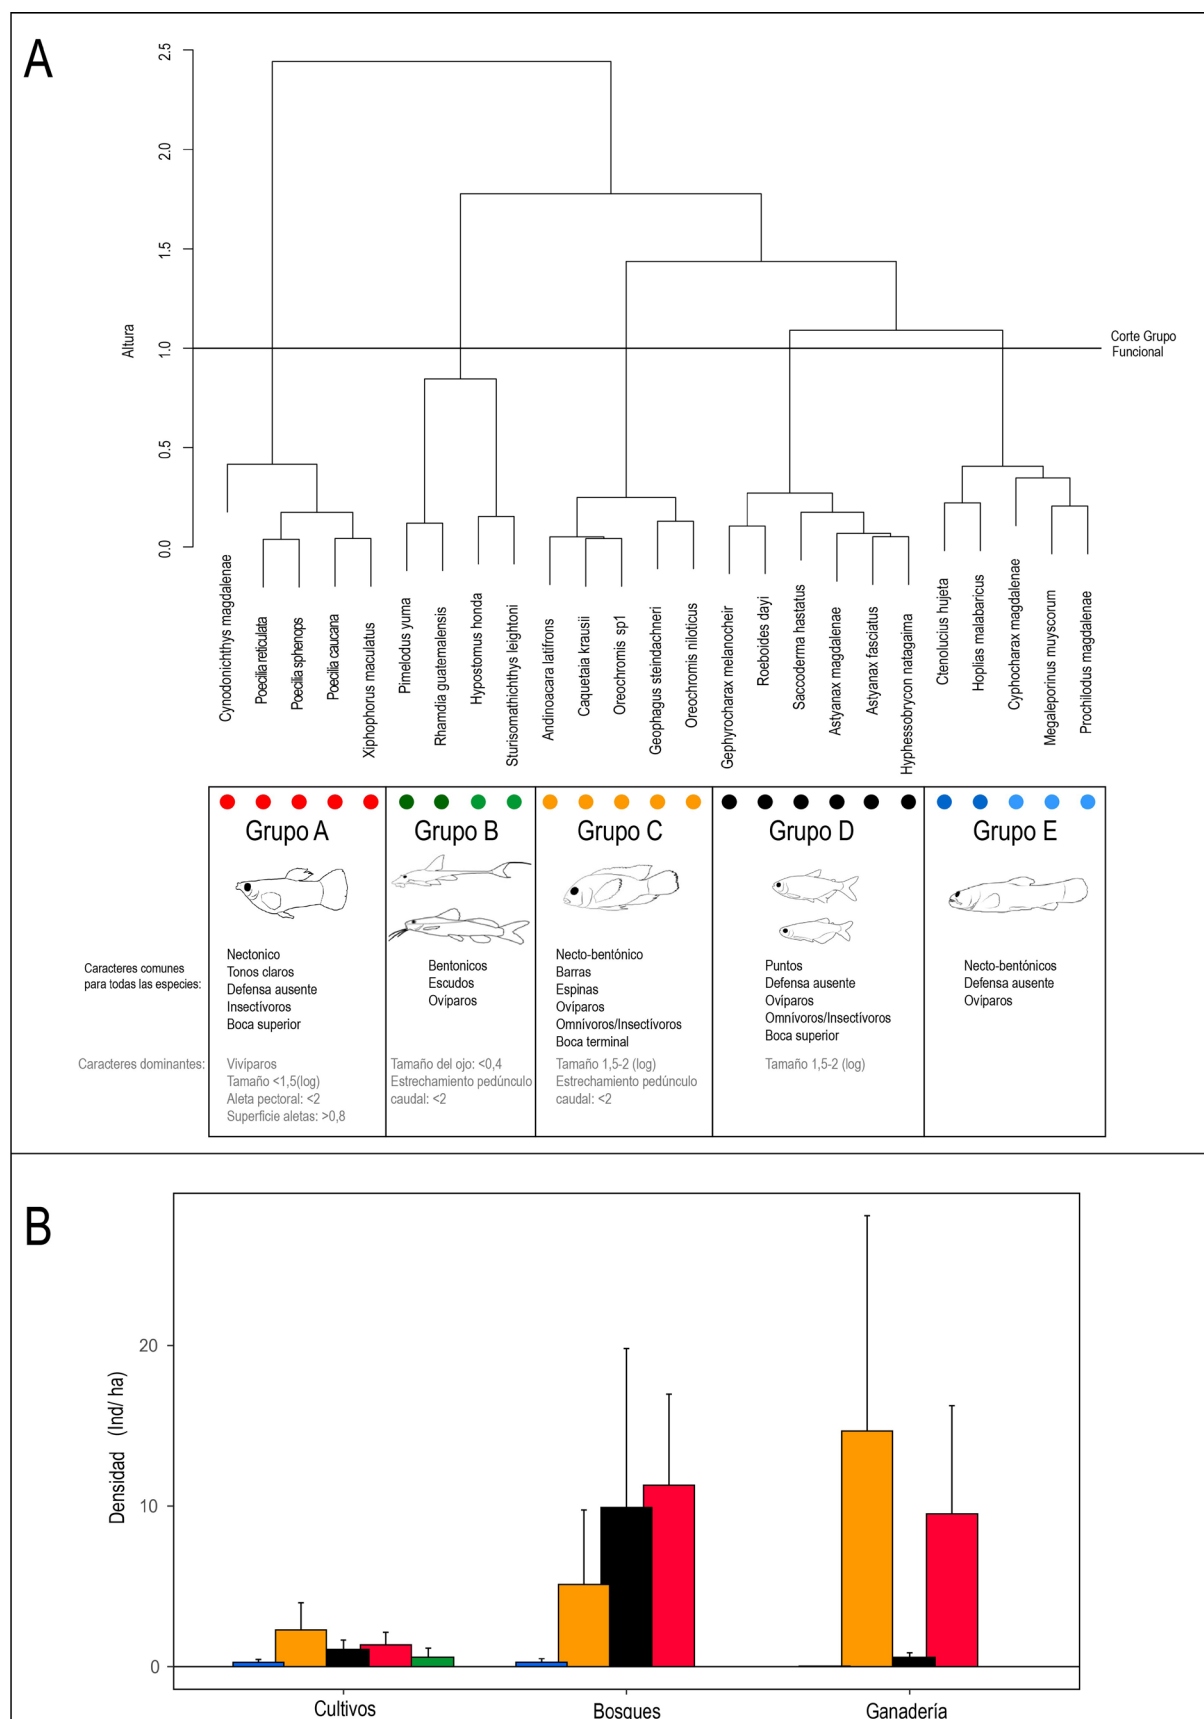 A
2.5
2.0
1.5
1.0
0.5
0.0
Altura
Corte Grupo
Funcional
Cynodonichthys magdalenae
Poecilia reticulata
Poecilia sphenops
Poecilia caucana
Xiphophorus maculatus
Pimelodus yuma
Rhamdia guatemalensis
Hypostomus honda
Sturisomathichthys leightoni
Andinoacara latifrons
Caquetaia krausii
Oreochromis sp1
Geophagus steindachneri
Oreochromis niloticus
Gephyrocharax melanocheir
Roeboides dayi
Saccoderma hastatus
Astyanax magdalenae
Astyanax fasciatus
Hyphessobrycon natagaima
Ctenolucius hujeta
Hoplias malabaricus
Cyphocharax magdalenae
Megaleporinus muyscorum
Prochilodus magdalenae
Grupo A
Grupo B
Grupo C
Grupo D
Grupo E
Caracteres comunes
para todas las especies:
Nectonico
Tonos claros
Defensa ausente
Insectívoros
Boca superior
Bentonicos
Escudos
Ovíparos
Necto-bentónico
Barras
Espinas
Ovíparos
Omnívoros/Insectívoros
Boca terminal
Puntos
Defensa ausente
Ovíparos
Omnívoros/Insectívoros
Boca superior
Necto-bentónicos
Defensa ausente
Ovíparos
Caracteres dominantes:
Vivíparos
Tamaño <1,5(log)
Aleta pectoral: <2
Superficie aletas: >0,8
Tamaño del ojo: <0,4
Estrechamiento pedúnculo
caudal: <2
Tamaño 1,5-2 (log)
Estrechamiento pedúnculo
caudal: <2
Tamaño 1,5-2 (log)
B
20
10
0
Densidad (Ind/ ha)
Cultivos
Bosques
Ganadería